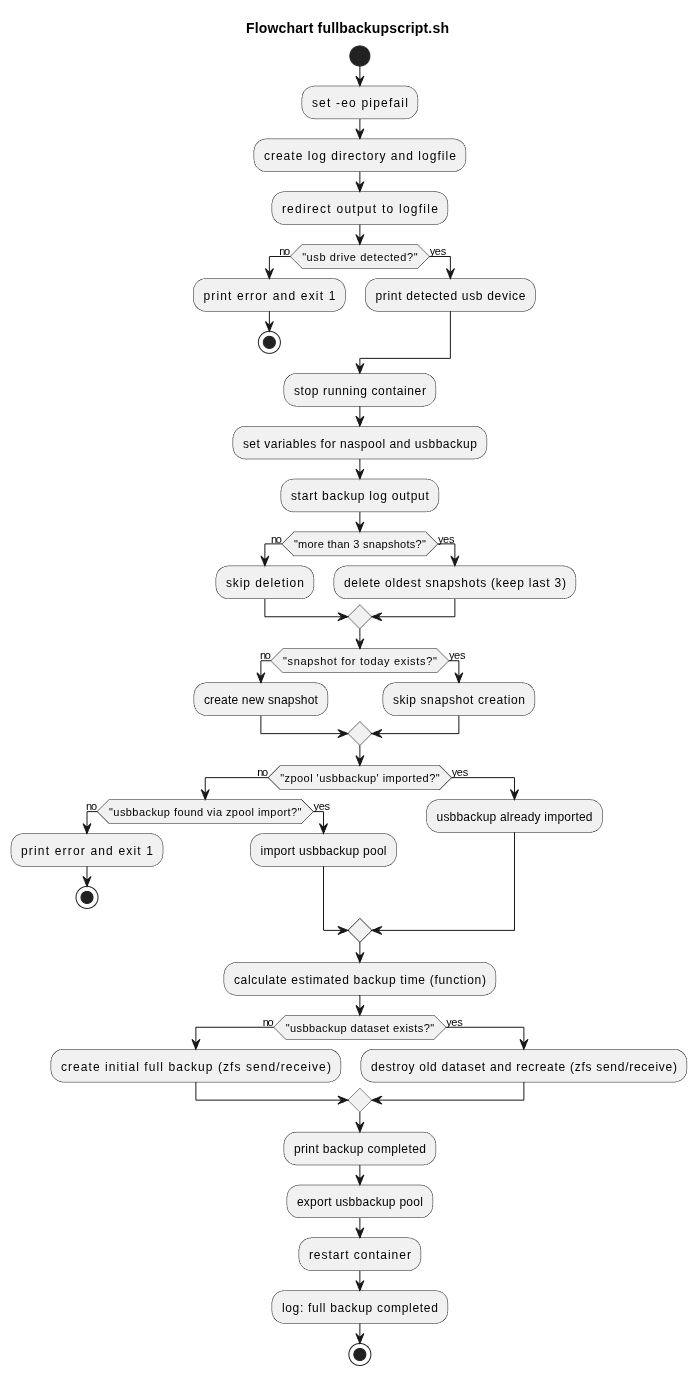 Flowchart fullbackupscript.sh
set -eo pipefail
create log directory and logfile
redirect output to logfile
no
"usb drive detected?"
yes
print error and exit 1
print detected usb device
stop running container
set variables for naspool and usbbackup
start backup log output
no
"more than 3 snapshots?"
yes
skip deletion
delete oldest snapshots (keep last 3)
no
"snapshot for today exists?"
yes
create new snapshot
skip snapshot creation
no
"zpool 'usbbackup' imported?"
yes
no
"usbbackup found via zpool import?"
yes
usbbackup already imported
print error and exit 1
import usbbackup pool
calculate estimated backup time (function)
no
"usbbackup dataset exists?"
yes
create initial full backup (zfs send/receive)
destroy old dataset and recreate (zfs send/receive)
print backup completed
export usbbackup pool
restart container
log: full backup completed